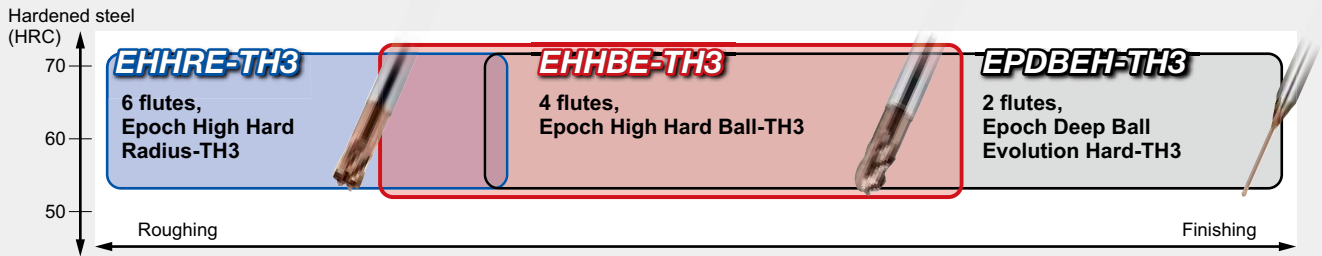 Hardened steel
(HRC)
70
60
50
EHHRE-TH3
6 flutes,
Epoch High Hard
Radius-TH3
EHHBE-TH3
4 flutes,
Epoch High Hard Ball-TH3
EPDBEH-TH3
2 flutes,
Epoch Deep Ball
Evolution Hard-TH3
Roughing
Finishing